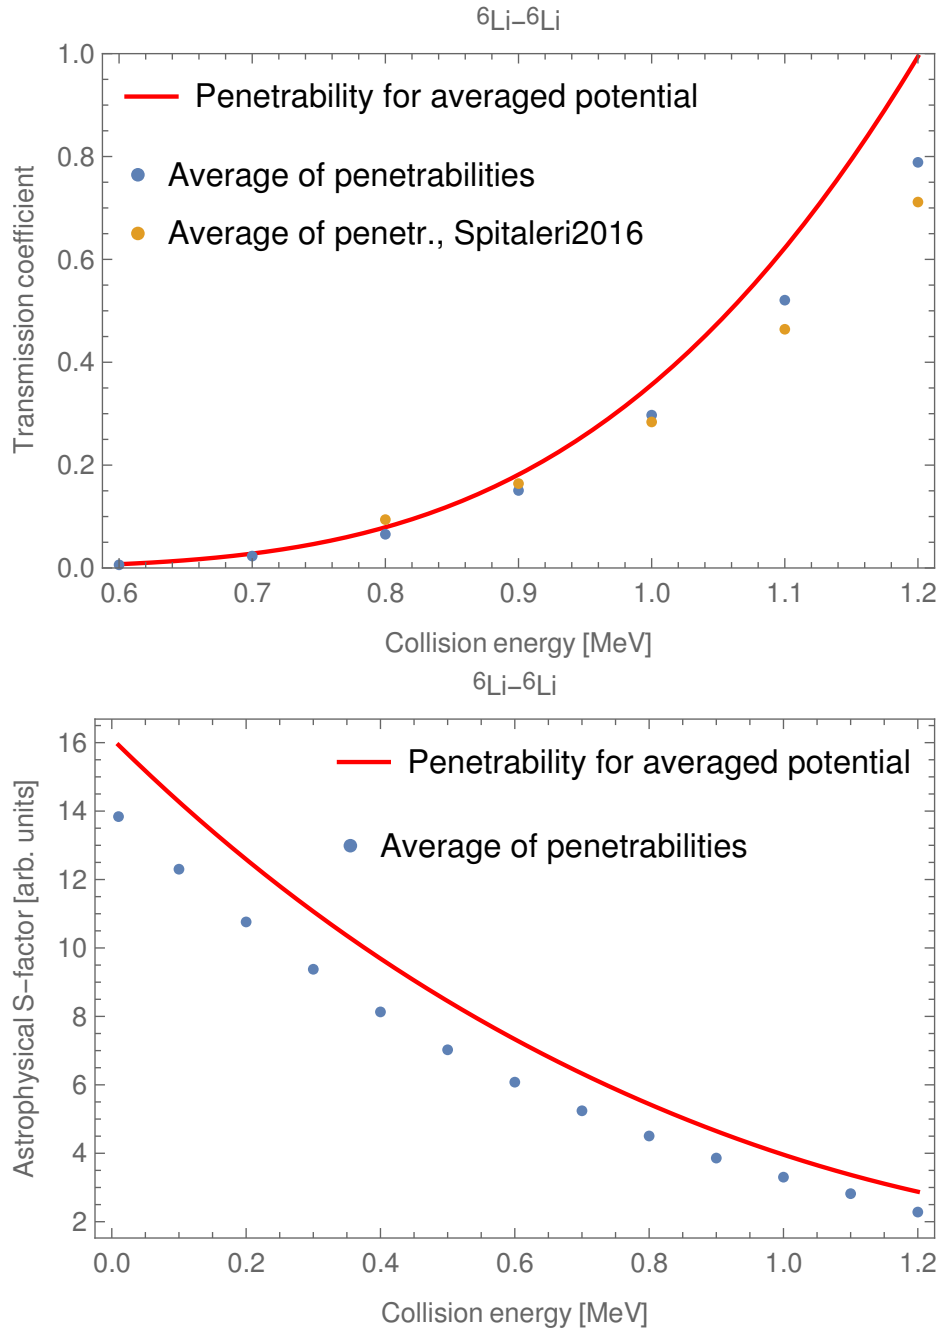 ⁶Li–⁶Li
1.0
0.8
0.6
0.4
0.2
0.0
Transmission coefficient
Penetrability for averaged potential
Average of penetrabilities
Average of penetr., Spitaleri2016
0.6 0.7 0.8 0.9 1.0 1.1 1.2
Collision energy [MeV]
⁶Li–⁶Li
16
14
12
10
8
6
4
2
Astrophysical S–factor [arb. units]
Penetrability for averaged potential
Average of penetrabilities
0.0 0.2 0.4 0.6 0.8 1.0 1.2
Collision energy [MeV]